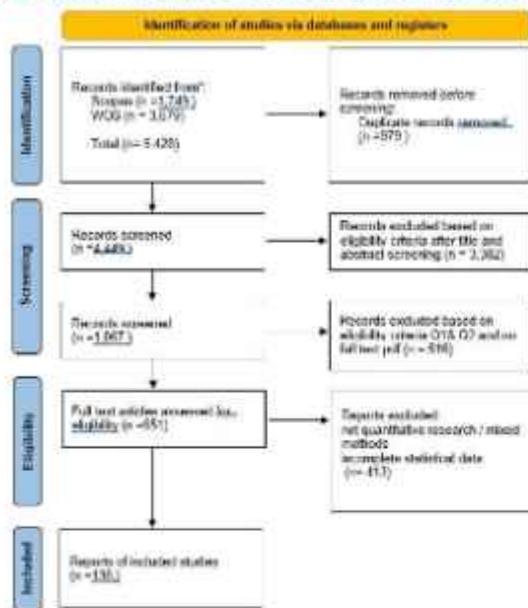 Identification of studies via databases and registers
Identification
Records identified from*:
Scopus (n =1,749,)
WOS (n = 3,679)
Total (n= 5,428)
Records removed before
screening:
Duplicate records removed
(n =979 )
Screening
Records screened
(n =4,449,)
Records excluded based on
eligibility criteria after title and
abstract screening (n = 3,382)
Records screened
(n =1,067,)
Records excluded based on
eligibility criteria Q1& Q2 and no
full text pdf (n =
Eligibility
Full text articles assessed
eligibility (n =551)
Reports excluded:
not quantitative research / mixed
methods
incomplete statistical data
(n= 413)
Included
Reports of included studies
(n =138,)